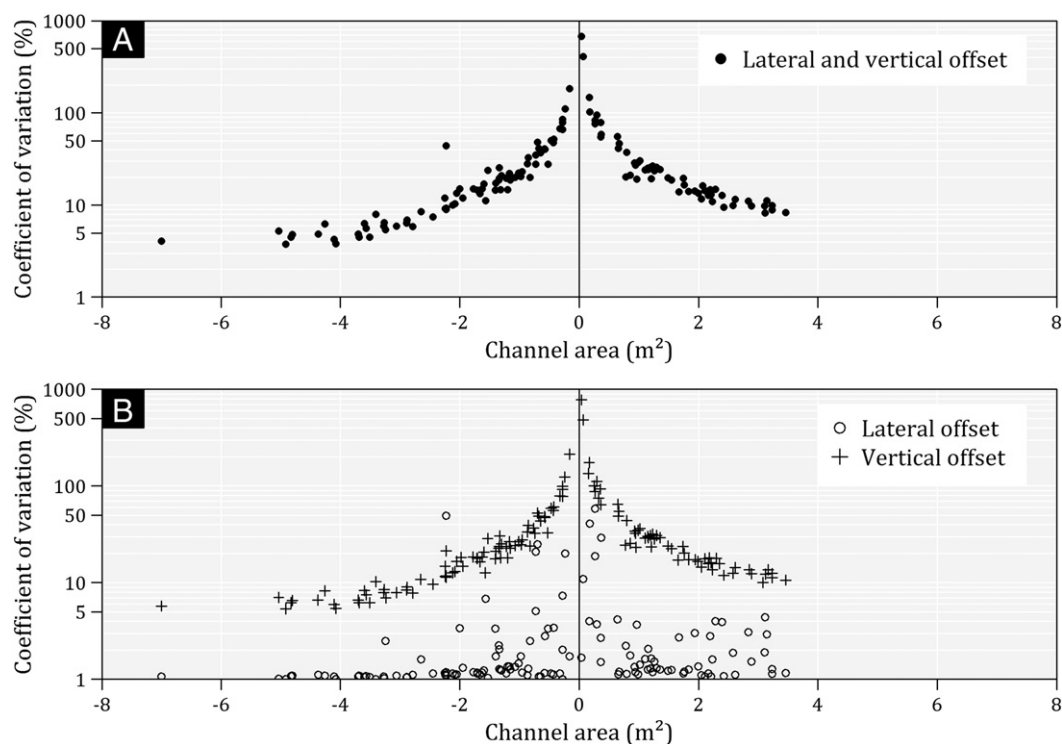 A
Coefficient of variation (%)
1000
500
100
50
10
5
1
Lateral and vertical offset
-8 -6 -4 -2 0 2 4 6 8
Channel area (m²)
B
Coefficient of variation (%)
1000
500
100
50
10
5
1
Lateral offset
Vertical offset
-8 -6 -4 -2 0 2 4 6 8
Channel area (m²)